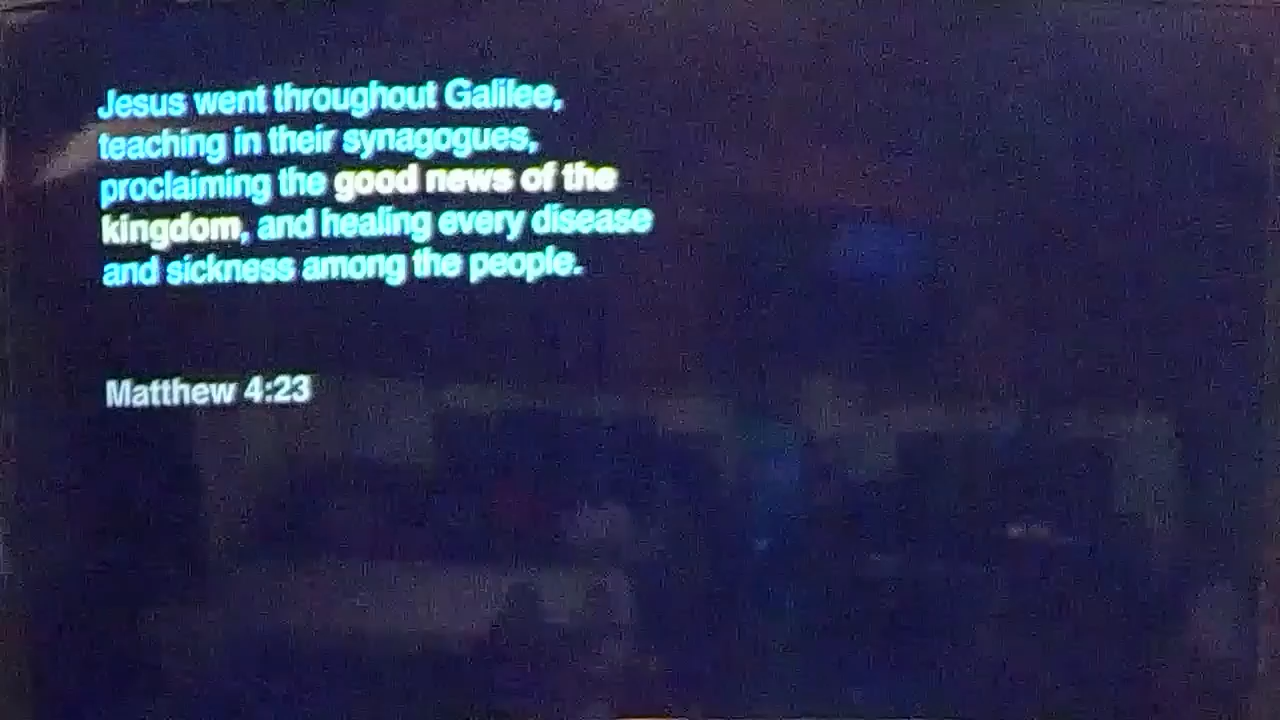 Jesus went throughout Galilee,
teaching in their synagogues,
proclaiming the good news of the
kingdom, and healing every disease
and sickness among the people.
Matthew 4:23